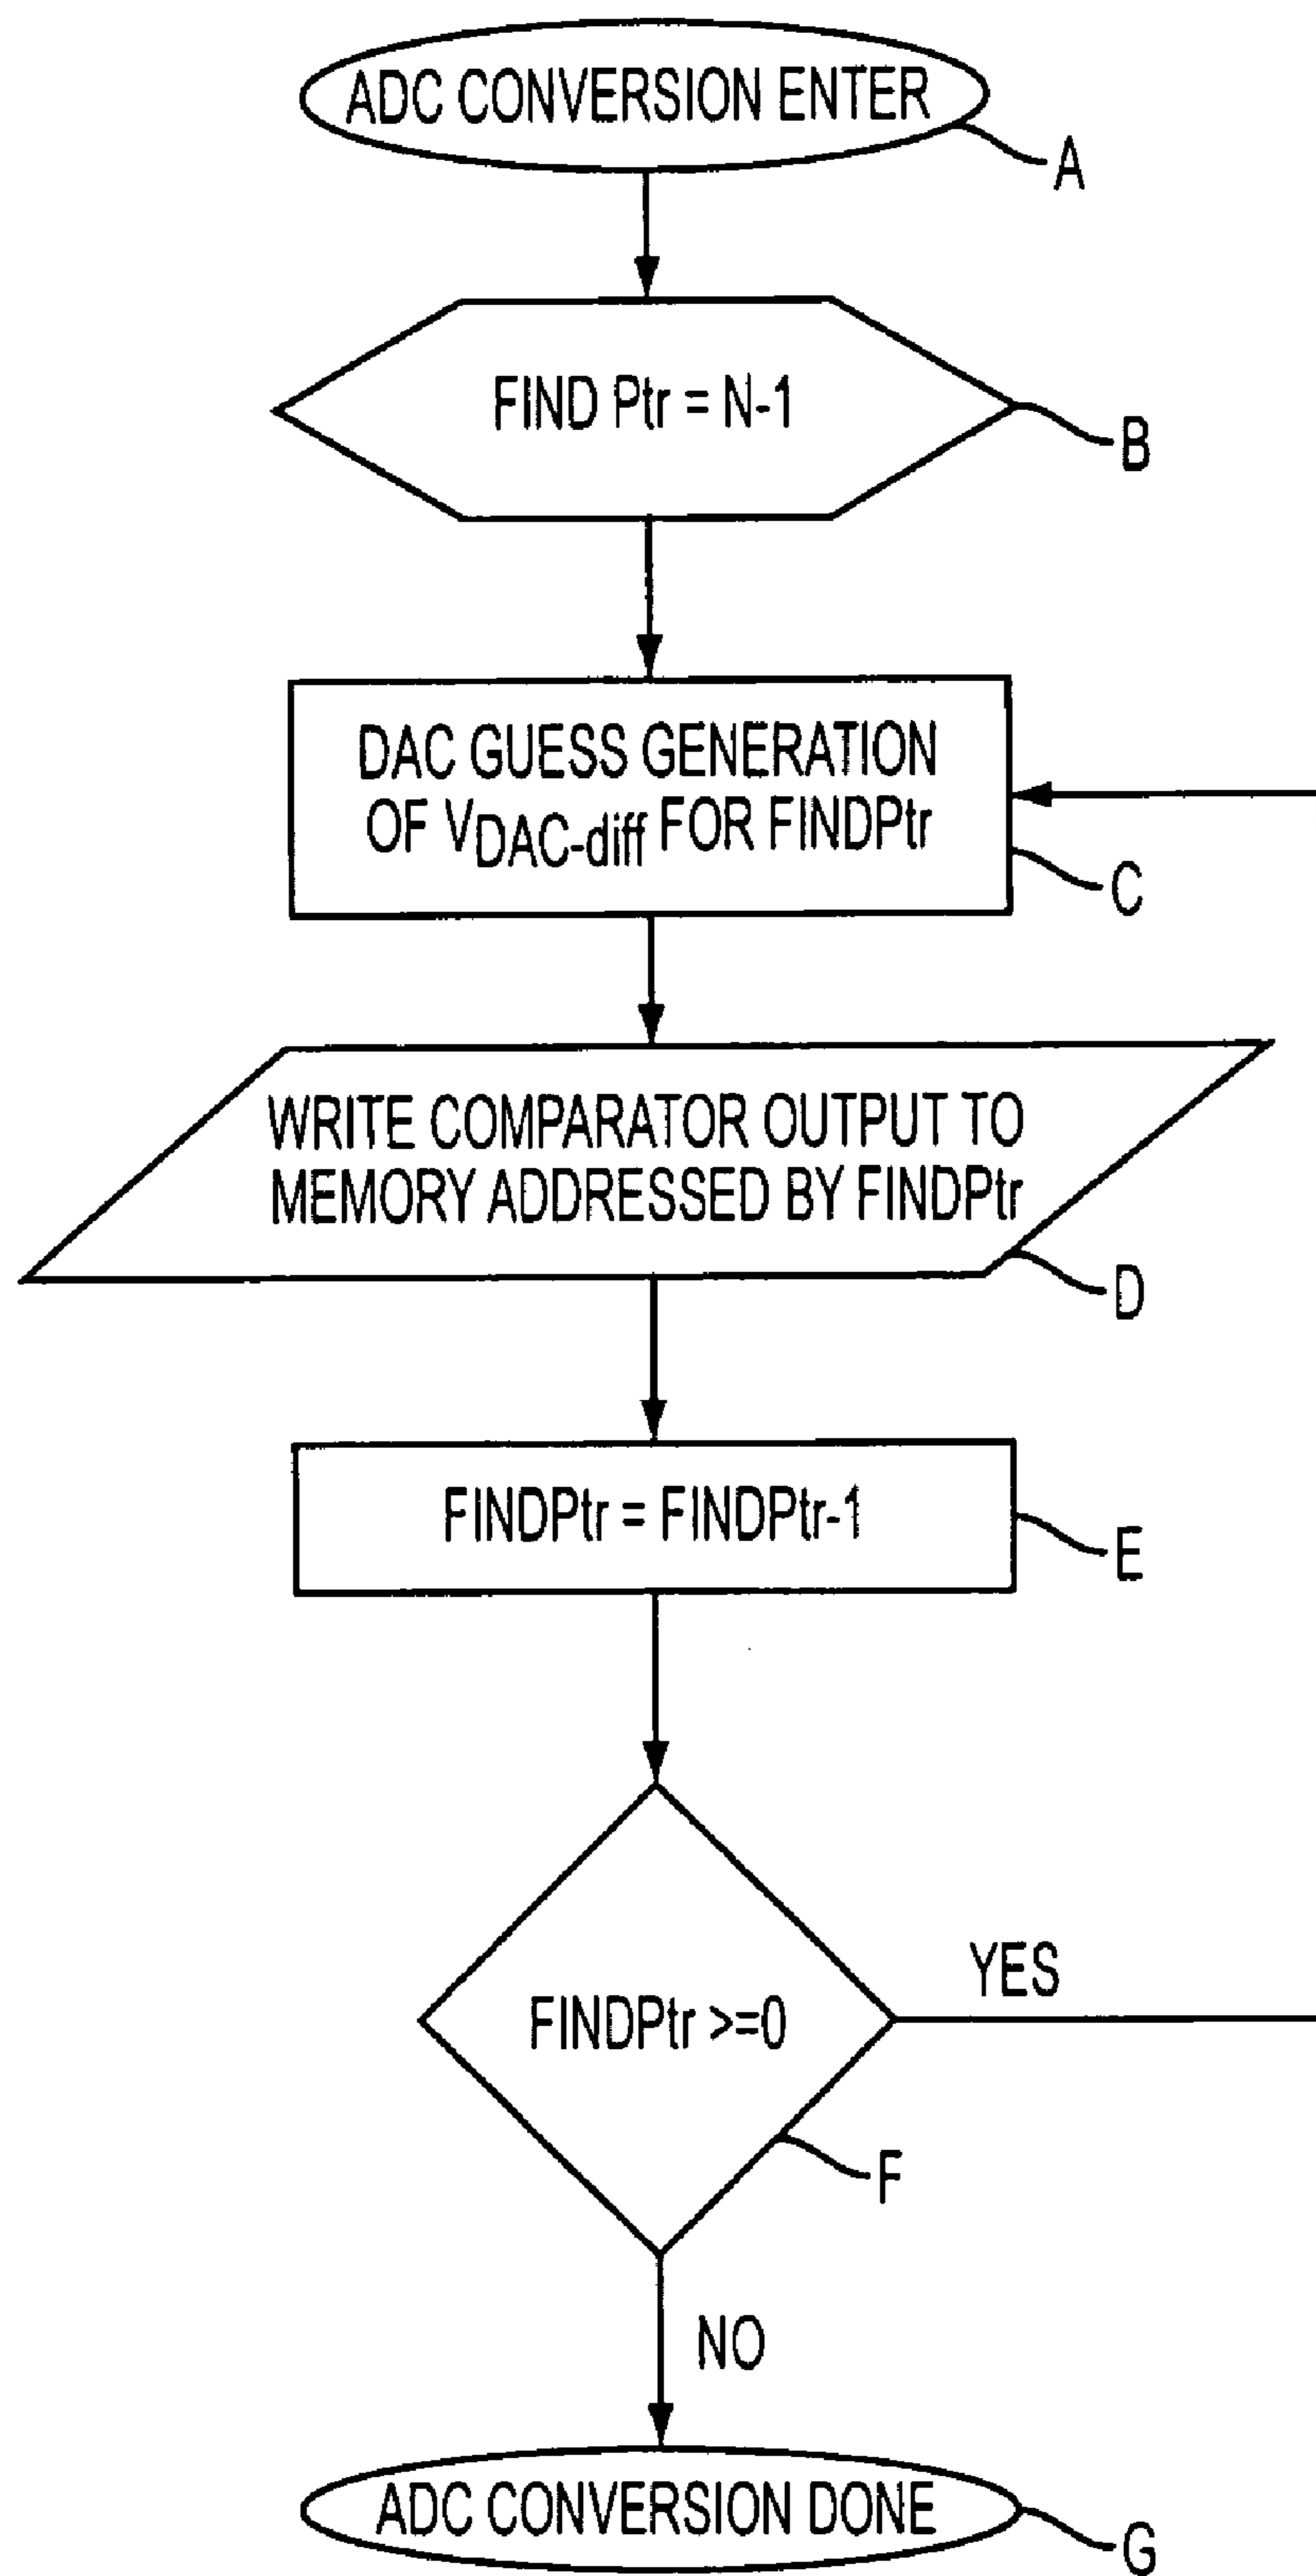 ADC CONVERSION ENTER
A
FIND Ptr = N-1
B
DAC GUESS GENERATION
OF VDAC-diff FOR FINDPtr
C
WRITE COMPARATOR OUTPUT TO
MEMORY ADDRESSED BY FINDPtr
D
FINDPtr = FINDPtr-1
E
YES
FINDPtr >=0
F
NO
ADC CONVERSION DONE
G